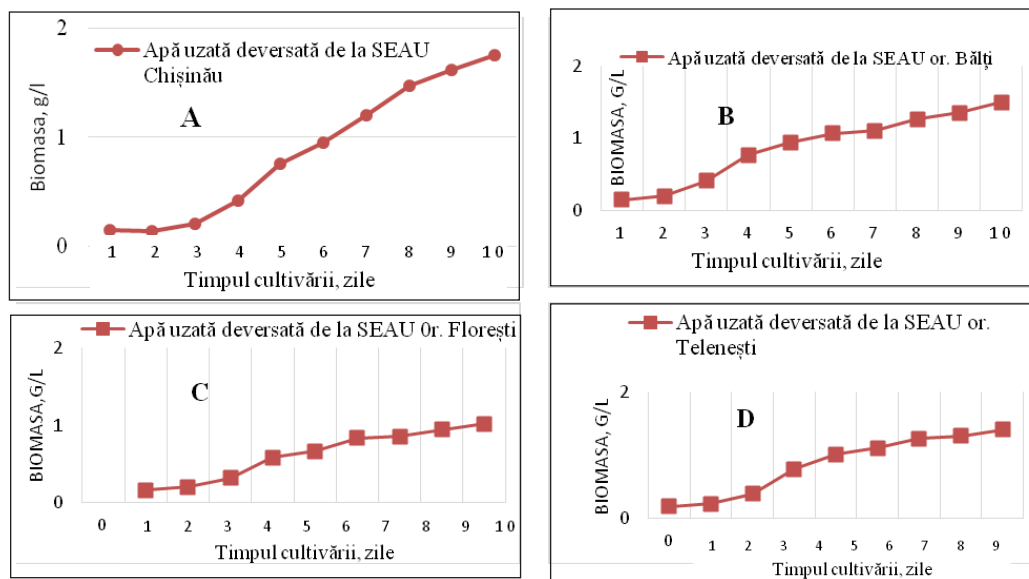 2
Apă uzată deversată de la SEAU
Chișinău
A
1
Biomasa, g/l
0
1 2 3 4 5 6 7 8 9 10
Timpul cultivării, zile
2
Apă uzată deversată de la SEAU or. Bălți
B
1
BIOMASA, G/L
0
1 2 3 4 5 6 7 8 9 10
Timpul cultivării, zile
Apă uzată deversată de la SEAU 0r. Florești
2
C
1
BIOMASA,G/L
0
0 1 2 3 4 5 6 7 8 9 10
Timpul cultivării, zile
Apă uzată deversată de la SEAU or.
Telenești
2
D
BIOMASA, G/L
0
0 1 2 3 4 5 6 7 8 9
Timpul cultivării, zile